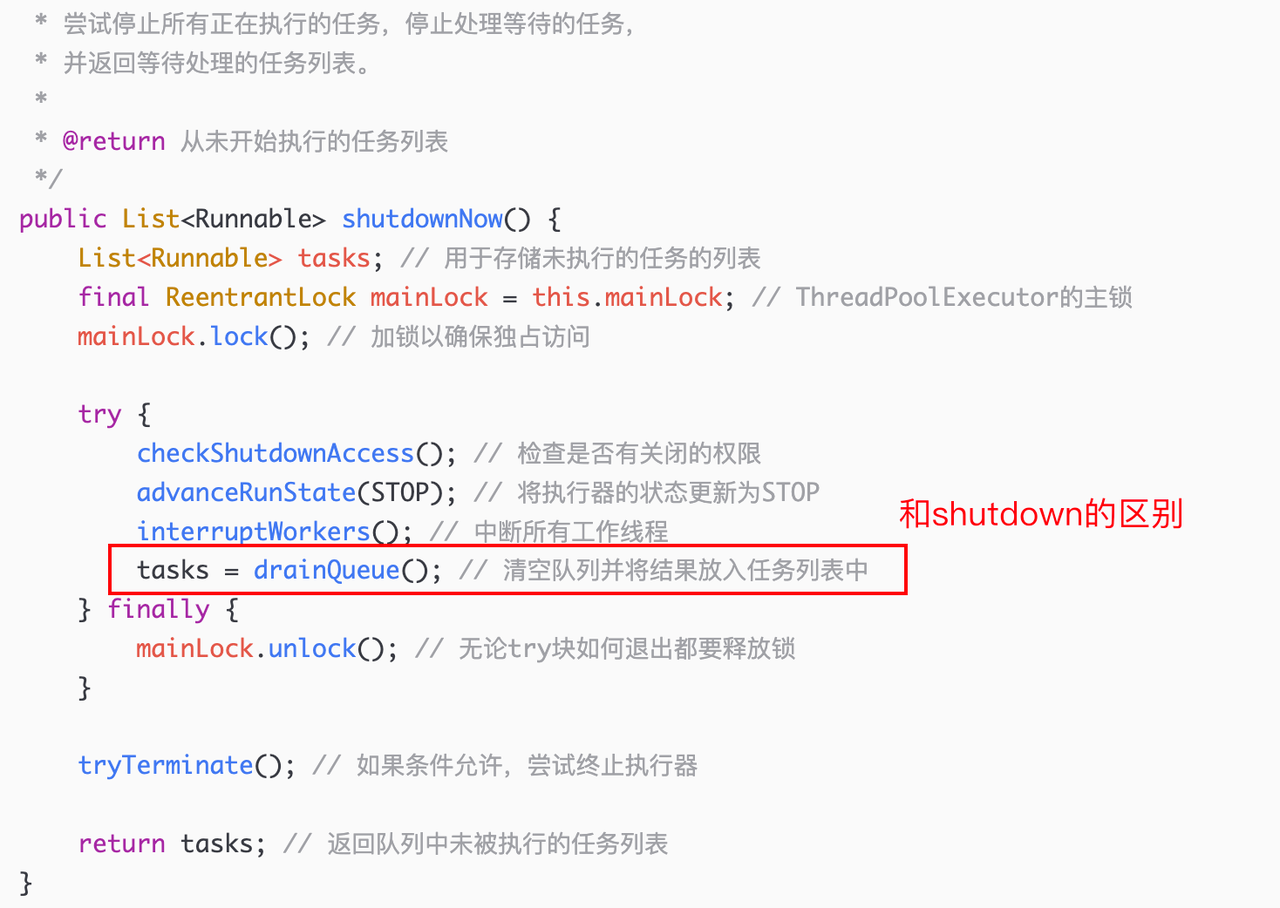 * 尝试停止所有正在执行的任务，停止处理等待的任务，
* 并返回等待处理的任务列表。
*
* @return 从未开始执行的任务列表
*/
public List<Runnable> shutdownNow() {
    List<Runnable> tasks; // 用于存储未执行的任务的列表
    final ReentrantLock mainLock = this.mainLock; // ThreadPoolExecutor的主锁
    mainLock.lock(); // 加锁以确保独占访问

    try {
        checkShutdownAccess(); // 检查是否有关闭的权限
        advanceRunState(STOP); // 将执行器的状态更新为STOP
        interruptWorkers(); // 中断所有工作线程
        和shutdown的区别
        tasks = drainQueue(); // 清空队列并将结果放入任务列表中
    } finally {
        mainLock.unlock(); // 无论try块如何退出都要释放锁
    }

    tryTerminate(); // 如果条件允许，尝试终止执行器

    return tasks; // 返回队列中未被执行的任务列表
}